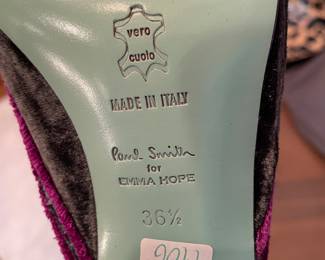 vero
cuoio
MADE IN ITALY
Paul Smith
for
EMMA HOPE
36½